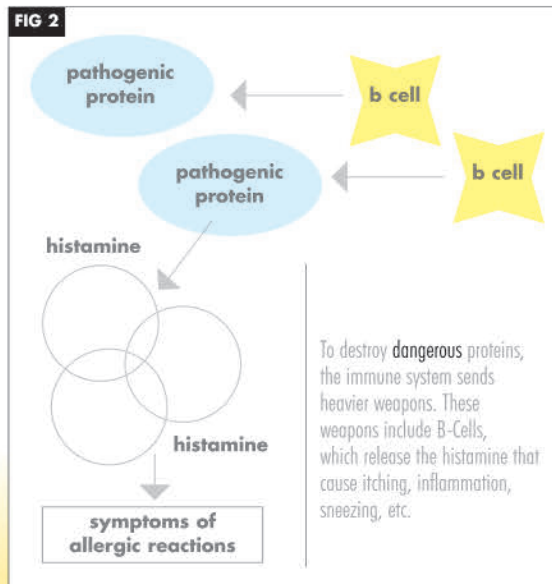 FIG 2
pathogenic
protein
b cell
pathogenic
protein
b cell
histamine
histamine
symptoms of
allergic reactions
To destroy dangerous proteins,
the immune system sends
heavier weapons. These
weapons include B-Cells,
which release the histamine that
cause itching, inflammation,
sneezing, etc.